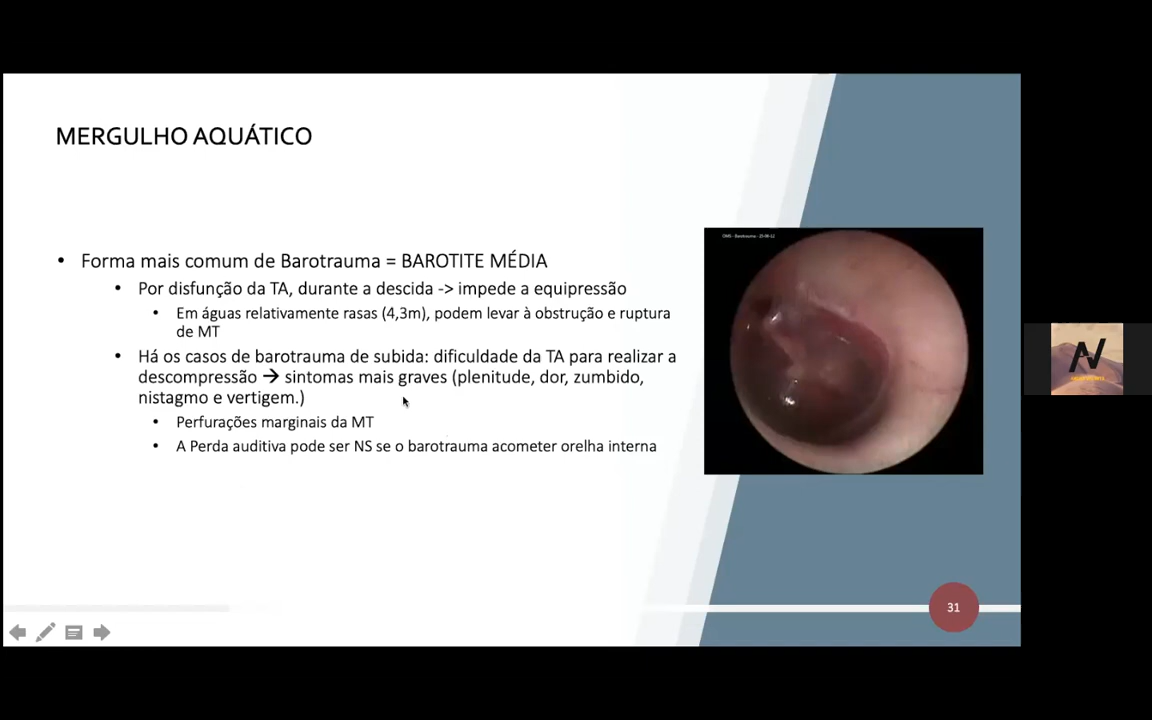 MERGULHO AQUÁTICO
• Forma mais comum de Barotrauma = BAROTITE MÉDIA
• Por disfunção da TA, durante a descida -> impede a equipressão
• Em águas relativamente rasas (4,3m), podem levar à obstrução e ruptura
de MT
• Há os casos de barotrauma de subida: dificuldade da TA para realizar a
descompressão → sintomas mais graves (plenitude, dor, zumbido,
nistagmo e vertigem.)
• Perfurações marginais da MT
• A Perda auditiva pode ser NS se o barotrauma acometer orelha interna
31